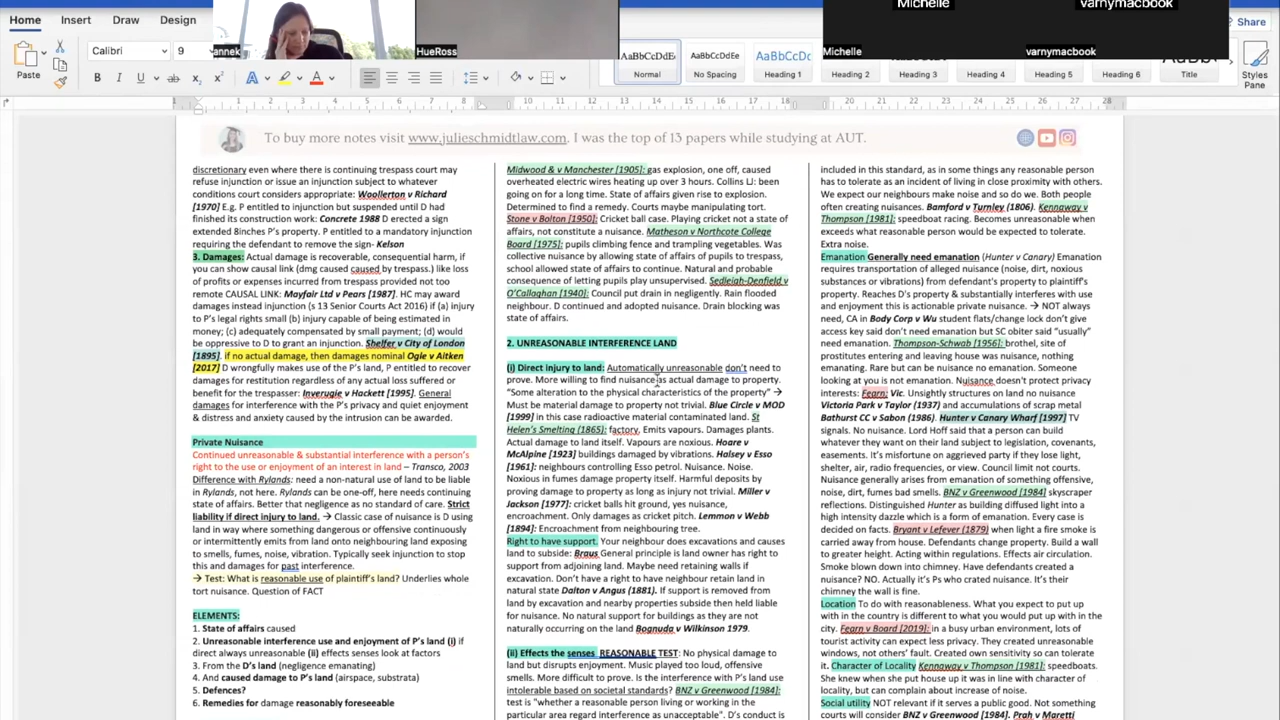 Home Insert Draw Design
Michelle varnymacbook
Share
annek
HueRoss
Michelle
varnymacbook
Paste
Calibri 9
AaBbCcDdEe AaBbCcDdEe AaBbCcDd
Normal No Spacing Heading 1 Heading 2 Heading 3 Heading 4 Heading 5 Heading 6 Title Styles Pane
1 1 2 3 4 5 6 7 8 9 10 11 12 13 14 15 16 17 18 20 21 22 23 24 25 26 27 28
To buy more notes visit www.julieschmidtlaw.com. I was the top of 13 papers while studying at AUT.
discretionary even where there is continuing trespass court may
refuse injunction or issue an injunction subject to whatever
conditions court considers appropriate: Woollerton v Richard
[1970] E.g. P entitled to injunction but suspended until D had
finished its construction work: Concrete 1988 D erected a sign
extended 8inches P's property. P entitled to a mandatory injunction
requiring the defendant to remove the sign- Kelson
3. Damages: Actual damage is recoverable, consequential harm, if
you can show causal link (dmg caused caused by trespass.) like loss
of profits or expenses incurred from trespass provided not too
remote CAUSAL LINK: Mayfair Ltd v Pears [1987]. HC may award
damages instead injunction (s 13 Senior Courts Act 2016) if (a) injury
to P's legal rights small (b) injury capable of being estimated in
money; (c) adequately compensated by small payment; (d) would
be oppressive to D to grant an injunction: Shelfer v City of London
[1895]. if no actual damage, then damages nominal Ogle v Aitken
[2017] D wrongfully makes use of the P's land, P entitled to recover
damages for restitution regardless of any actual loss suffered or
benefit for the trespasser: Inverugie v Hackett [1995]. General
damages for interference with the P's privacy and quiet enjoyment
& distress and anxiety caused by the intrusion can be awarded.
Private Nuisance
Continued unreasonable & substantial interference with a person's
right to the use or enjoyment of an interest in land – Transco, 2003
Difference with Rylands: need a non-natural use of land to be liable
in Rylands, not here. Rylands can be one-off, here needs continuing
state of affairs. Better that negligence as no standard of care. Strict
liability if direct injury to land. → Classic case of nuisance is D using
land in way where something dangerous or offensive continuously
or intermittently emits from land onto neighbouring land exposing
to smells, fumes, noise, vibration. Typically seek injunction to stop
this and damages for past interference.
→ Test: What is reasonable use of plaintiff's land? Underlies whole
tort nuisance. Question of FACT
ELEMENTS:
1. State of affairs caused
2. Unreasonable interference use and enjoyment of P's land (i) if
direct always unreasonable (ii) effects senses look at factors
3. From the D's land (negligence emanating)
4. And caused damage to P's land (airspace, substrata)
5. Defences?
6. Remedies for damage reasonably foreseeable
Midwood & v Manchester [1905]: gas explosion, one off, caused
overheated electric wires heating up over 3 hours. Collins LJ: been
going on for a long time. State of affairs given rise to explosion.
Determined to find a remedy. Courts maybe manipulating tort.
Stone v Bolton [1950]: Cricket ball case. Playing cricket not a state of
affairs, not constitute a nuisance. Matheson v Northcote College
Board [1975]: pupils climbing fence and trampling vegetables. Was
collective nuisance by allowing state of affairs of pupils to trespass,
school allowed state of affairs to continue. Natural and probable
consequence of letting pupils play unsupervised. Sedleigh-Denfield v
O'Callaghan [1940]: Council put drain in negligently. Rain flooded
neighbour. D continued and adopted nuisance. Drain blocking was
state of affairs.
2. UNREASONABLE INTERFERENCE LAND
(i) Direct injury to land: Automatically unreasonable don't need to
prove. More willing to find nuisance as actual damage to property.
"Some alteration to the physical characteristics of the property" →
Must be material damage to property not trivial. Blue Circle v MOD
[1999] in this case radioactive material contaminated land. St
Helen's Smelting [1865]: factory. Emits vapours. Damages plants.
Actual damage to land itself. Vapours are noxious. Hoare v
McAlpine [1923] buildings damaged by vibrations. Halsey v Esso
[1961]: neighbours controlling Esso petrol. Nuisance. Noise.
Noxious in fumes damage property itself. Harmful deposits by
proving damage to property as long as injury not trivial. Miller v
Jackson [1977]: cricket balls hit ground, yes nuisance,
encroachment. Only damages as cricket pitch. Lemmon v Webb
[1894]: Encroachment from neighbouring tree.
Right to have support. Your neighbour does excavations and causes
land to subside: Braus General principle is land owner has right to
support from adjoining land. Maybe need retaining walls if
excavation. Don't have a right to have neighbour retain land in
natural state Dalton v Angus (1881). If support is removed from
land by excavation and nearby properties subside then held liable
for nuisance. No natural support for buildings as they are not
naturally occurring on the land Bognuda v Wilkinson 1979.
(ii) Effects the senses REASONABLE TEST: No physical damage to
land but disrupts enjoyment. Music played too loud, offensive
smells. More difficult to prove. Is the interference with P's land use
intolerable based on societal standards? BNZ v Greenwood [1984]:
test is "whether a reasonable person living or working in the
particular area regard interference as unacceptable". D's conduct is
included in this standard, as in some things any reasonable person
has to tolerate as an incident of living in close proximity with others.
We expect our neighbours make noise and so do we. Both people
often creating nuisances. Bamford v Turnley (1806). Kennaway v
Thompson [1981]: speedboat racing. Becomes unreasonable when
exceeds what reasonable person would be expected to tolerate.
Extra noise.
Emanation Generally need emanation (Hunter v Canary) Emanation
requires transportation of alleged nuisance (noise, dirt, noxious
substances or vibrations) from defendant's property to plaintiff's
property. Reaches D's property & substantially interferes with use
and enjoyment this is actionable private nuisance. → NOT always
need, CA in Body Corp v Wu student flats/change lock don't give
access key said don't need emanation but SC obiter said "usually"
need emanation. Thompson-Schwab [1956]: brothel, site of
prostitutes entering and leaving house was nuisance, nothing
emanating. Rare but can be nuisance no emanation. Someone
looking at you is not emanation. Nuisance doesn't protect privacy
interests: Fearn; Vic. Unsightly structures on land no nuisance
Victoria Park v Taylor (1937) and accumulations of scrap metal
Bathurst CC v Sabon (1986). Hunter v Canary Wharf [1997] TV
signals. No nuisance. Lord Hoff said that a person can build
whatever they want on their land subject to legislation, covenants,
easements. It's misfortune on aggrieved party if they lose light,
shelter, air, radio frequencies, or view. Council limit not courts.
Nuisance generally arises from emanation of something offensive,
noise, dirt, fumes bad smells. BNZ v Greenwood [1984] skyscraper
reflections. Distinguished Hunter as building diffused light into a
high intensity dazzle which is a form of emanation. Every case is
decided on facts. Bryant v Lefever (1879) when light a fire smoke is
carried away from house. Defendants change property. Build a wall
to greater height. Acting within regulations. Effects air circulation.
Smoke blown down into chimney. Have defendants created a
nuisance? NO. Actually it's Ps who crated nuisance. It's their
chimney the wall is fine.
Location To do with reasonableness. What you expect to put up
with in the country is different to what you would put up with in the
city. Fearn v Board [2019]: in a busy urban environment, lots of
tourist activity can expect less privacy. They created unreasonable
windows, not others' fault. Created own sensitivity so can tolerate
it. Character of Locality Kennaway v Thompson [1981]: speedboats.
She knew when she put house up it was in line with character of
locality, but can complain about increase of noise.
Social utility NOT relevant if it serves a public good. Not something
courts will consider BNZ v Greenwood [1984]. Prah v Maretti